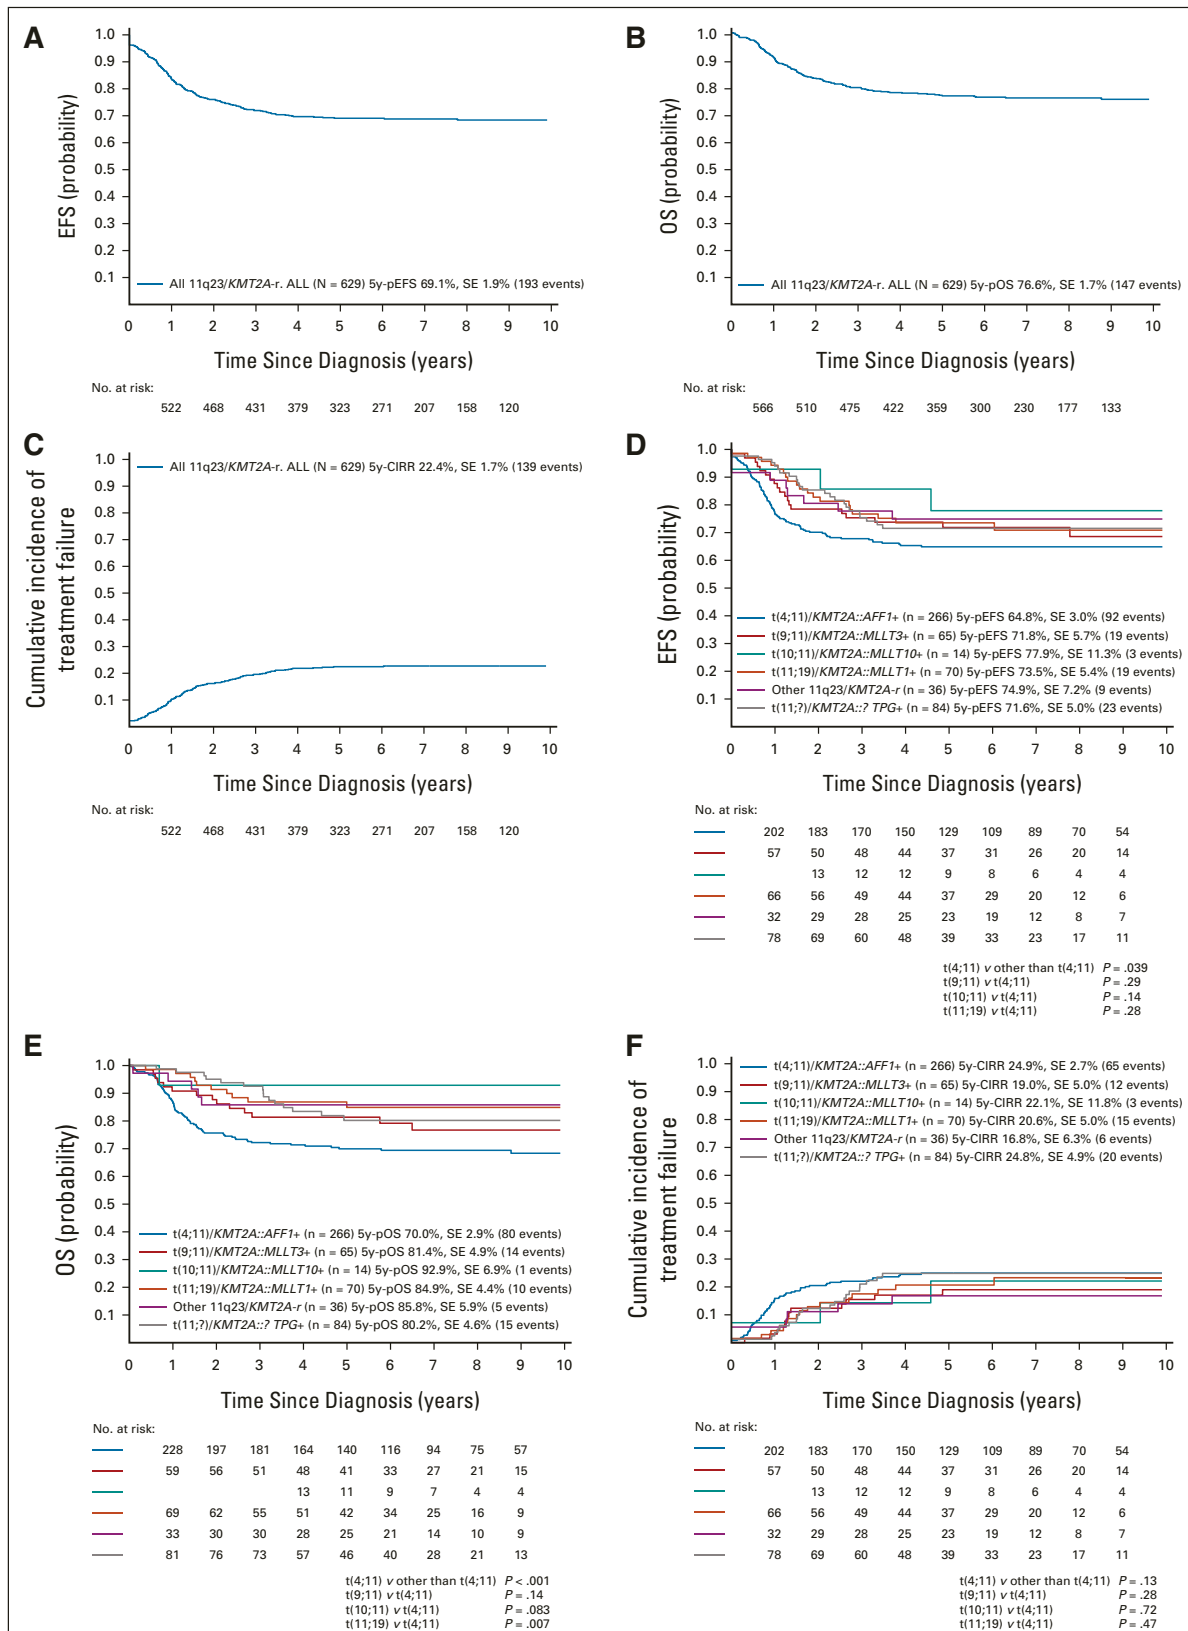 A
EFS (probability)
1.0
0.9
0.8
0.7
0.6
0.5
0.4
0.3
0.2
0.1
All 11q23/KMT2A-r. ALL (N = 629) 5y-pEFS 69.1%, SE 1.9% (193 events)
0 1 2 3 4 5 6 7 8 9 10
Time Since Diagnosis (years)
No. at risk:
522 468 431 379 323 271 207 158 120
B
OS (probability)
1.0
0.9
0.8
0.7
0.6
0.5
0.4
0.3
0.2
0.1
All 11q23/KMT2A-r. ALL (N = 629) 5y-pOS 76.6%, SE 1.7% (147 events)
0 1 2 3 4 5 6 7 8 9 10
Time Since Diagnosis (years)
No. at risk:
566 510 475 422 359 300 230 177 133
C
Cumulative incidence of
treatment failure
1.0
0.9
0.8
0.7
0.6
0.5
0.4
0.3
0.2
0.1
All 11q23/KMT2A-r. ALL (N = 629) 5y-CIRR 22.4%, SE 1.7% (139 events)
0 1 2 3 4 5 6 7 8 9 10
Time Since Diagnosis (years)
No. at risk:
522 468 431 379 323 271 207 158 120
D
EFS (probability)
1.0
0.9
0.8
0.7
0.6
0.5
0.4
0.3
0.2
0.1
t(4;11)/KMT2A::AFF1+ (n = 266) 5y-pEFS 64.8%, SE 3.0% (92 events)
t(9;11)/KMT2A::MLLT3+ (n = 65) 5y-pEFS 71.8%, SE 5.7% (19 events)
t(10;11)/KMT2A::MLLT10+ (n = 14) 5y-pEFS 77.9%, SE 11.3% (3 events)
t(11;19)/KMT2A::MLLT1+ (n = 70) 5y-pEFS 73.5%, SE 5.4% (19 events)
Other 11q23/KMT2A-r (n = 36) 5y-pEFS 74.9%, SE 7.2% (9 events)
t(11;?)/KMT2A::? TPG+ (n = 84) 5y-pEFS 71.6%, SE 5.0% (23 events)
0 1 2 3 4 5 6 7 8 9 10
Time Since Diagnosis (years)
No. at risk:
202 183 170 150 129 109 89 70 54
57 50 48 44 37 31 26 20 14
13 12 12 9 8 6 4 4
66 56 49 44 37 29 20 12 6
32 29 28 25 23 19 12 8 7
78 69 60 48 39 33 23 17 11
t(4;11) v other than t(4;11) P = .039
t(9;11) v t(4;11) P = .29
t(10;11) v t(4;11) P = .14
t(11;19) v t(4;11) P = .28
E
OS (probability)
1.0
0.9
0.8
0.7
0.6
0.5
0.4
0.3
0.2
0.1
t(4;11)/KMT2A::AFF1+ (n = 266) 5y-pOS 70.0%, SE 2.9% (80 events)
t(9;11)/KMT2A::MLLT3+ (n = 65) 5y-pOS 81.4%, SE 4.9% (14 events)
t(10;11)/KMT2A::MLLT10+ (n = 14) 5y-pOS 92.9%, SE 6.9% (1 events)
t(11;19)/KMT2A::MLLT1+ (n = 70) 5y-pOS 84.9%, SE 4.4% (10 events)
Other 11q23/KMT2A-r (n = 36) 5y-pOS 85.8%, SE 5.9% (5 events)
t(11;?)/KMT2A::? TPG+ (n = 84) 5y-pOS 80.2%, SE 4.6% (15 events)
0 1 2 3 4 5 6 7 8 9 10
Time Since Diagnosis (years)
No. at risk:
228 197 181 164 140 116 94 75 57
59 56 51 48 41 33 27 21 15
13 11 9 7 4 4
69 62 55 51 42 34 25 16 9
33 30 30 28 25 21 14 10 9
81 76 73 57 46 40 28 21 13
t(4;11) v other than t(4;11) P < .001
t(9;11) v t(4;11) P = .14
t(10;11) v t(4;11) P = .083
t(11;19) v t(4;11) P = .007
F
Cumulative incidence of
treatment failure
1.0
0.9
0.8
0.7
0.6
0.5
0.4
0.3
0.2
0.1
t(4;11)/KMT2A::AFF1+ (n = 266) 5y-CIRR 24.9%, SE 2.7% (65 events)
t(9;11)/KMT2A::MLLT3+ (n = 65) 5y-CIRR 19.0%, SE 5.0% (12 events)
t(10;11)/KMT2A::MLLT10+ (n = 14) 5y-CIRR 22.1%, SE 11.8% (3 events)
t(11;19)/KMT2A::MLLT1+ (n = 70) 5y-CIRR 20.6%, SE 5.0% (15 events)
Other 11q23/KMT2A-r (n = 36) 5y-CIRR 16.8%, SE 6.3% (6 events)
t(11;?)/KMT2A::? TPG+ (n = 84) 5y-CIRR 24.8%, SE 4.9% (20 events)
0 1 2 3 4 5 6 7 8 9 10
Time Since Diagnosis (years)
No. at risk:
202 183 170 150 129 109 89 70 54
57 50 48 44 37 31 26 20 14
13 12 12 9 8 6 4 4
66 56 49 44 37 29 20 12 6
32 29 28 25 23 19 12 8 7
78 69 60 48 39 33 23 17 11
t(4;11) v other than t(4;11) P = .13
t(9;11) v t(4;11) P = .28
t(10;11) v t(4;11) P = .72
t(11;19) v t(4;11) P = .47